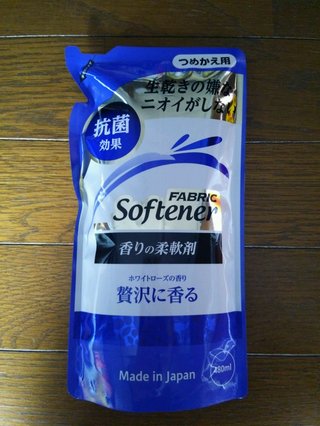 つめかえ用
生乾きの嫌な
ニオイがしない
抗菌
効果
FABRIC
Softener
香りの柔軟剤
ホワイトローズの香り
贅沢に香る
Made in Japan
480ml